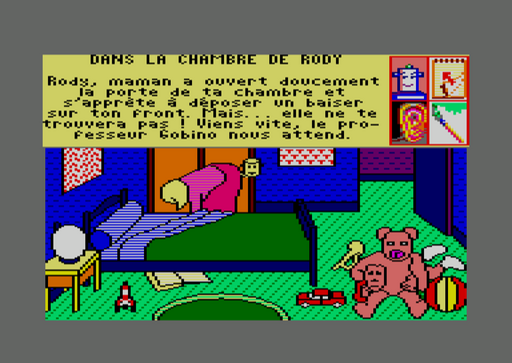 DANS LA CHAMBRE DE RODY
Rody, maman a ouvert doucement
la porte de ta chambre et
s'apprête à déposer un baiser
sur ton front. Mais... elle ne te
trouvera pas ! Viens vite, le pro-
fesseur Gobino nous attend.